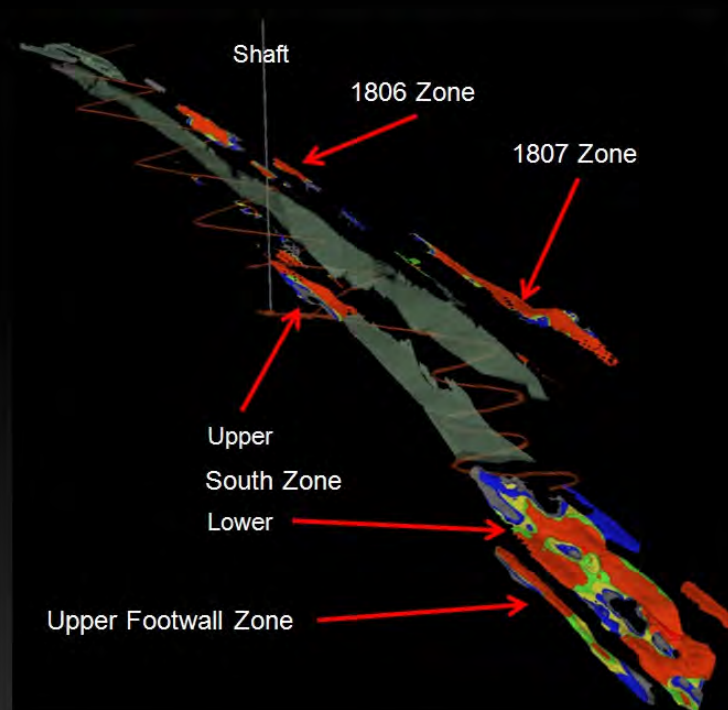 Shaft
1806 Zone
1807 Zone
Upper
South Zone
Lower
Upper Footwall Zone